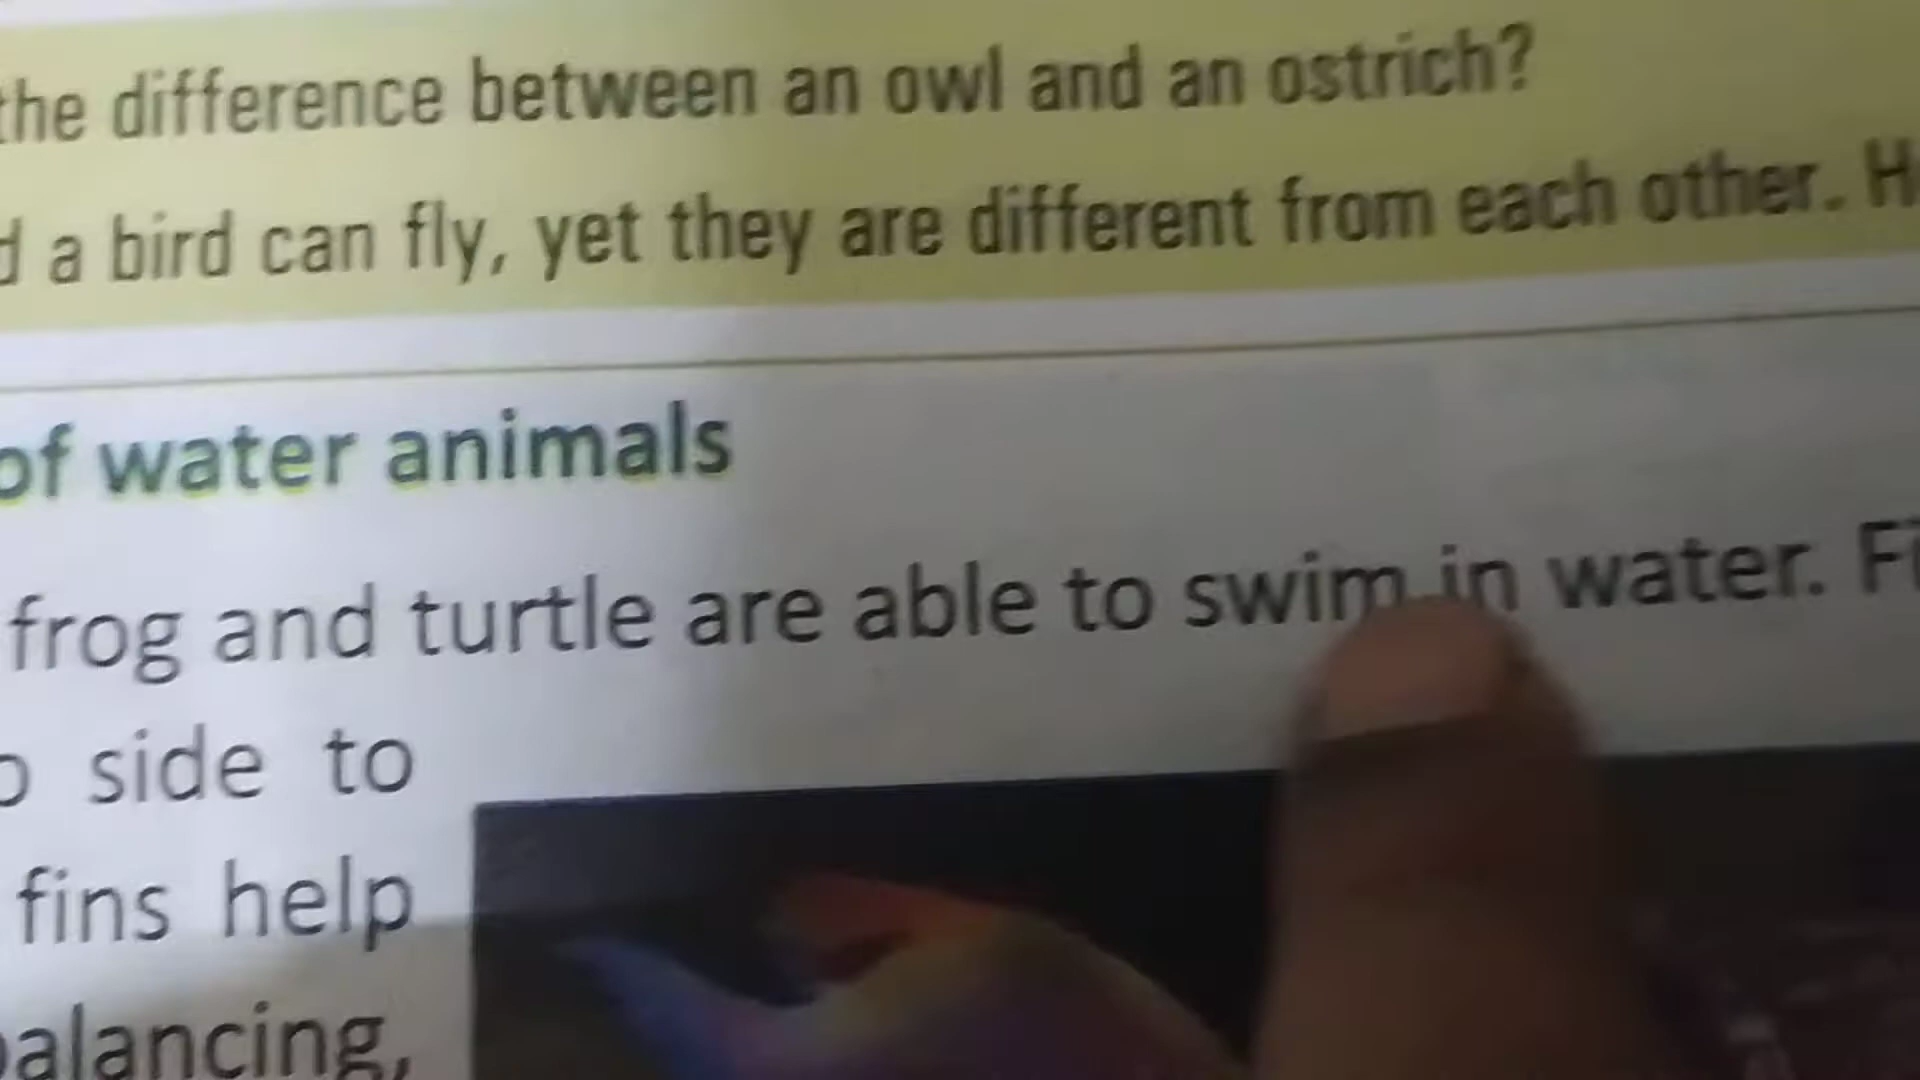 the difference between an owl and an ostrich?
a bird can fly, yet they are different from each other.
of water animals
frog and turtle are able to swim in water.
side to
fins help
balancing,